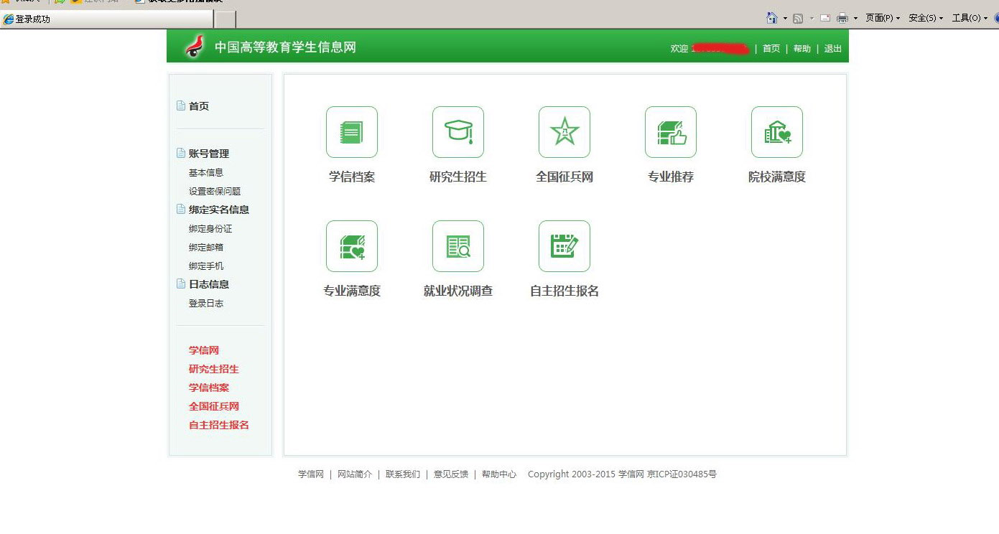 登录成功
页面(P) 安全(S) 工具(O)
中国高等教育学生信息网
欢迎 | 首页 | 帮助 | 退出
首页
账号管理
基本信息
设置密保问题
绑定实名信息
绑定身份证
绑定邮箱
绑定手机
日志信息
登录日志
学信网
研究生招生
学信档案
全国征兵网
自主招生报名
学信档案 研究生招生 全国征兵网 专业推荐 院校满意度
专业满意度 就业状况调查 自主招生报名
学信网 | 网站简介 | 联系我们 | 意见反馈 | 帮助中心 Copyright 2003-2015 学信网 京ICP证030485号